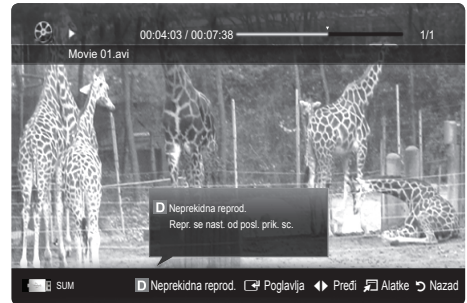 00:04:03 / 00:07:38 1/1
Movie 01.avi
D Neprekidna reprod.
Repr. se nast. od posl. prik. sc.
SUM D Neprekidna reprod. Poglavlja Pređi Alatke Nazad